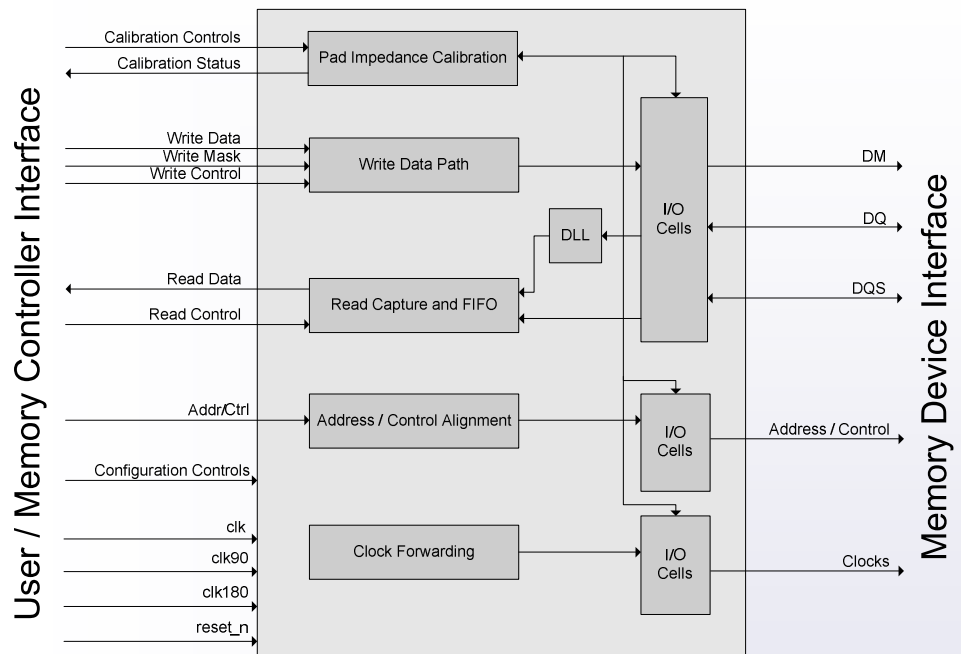 User / Memory Controller Interface
Calibration Controls
Calibration Status
Pad Impedance Calibration
Write Data
Write Mask
Write Control
Write Data Path
DM
I/O
Cells
DLL
DQ
Read Data
Read Capture and FIFO
DQS
Read Control
Addr/Ctrl
Address / Control Alignment
I/O
Cells
Address / Control
Configuration Controls
clk
Clock Forwarding
I/O
Cells
Clocks
clk90
clk180
reset_n
Memory Device Interface